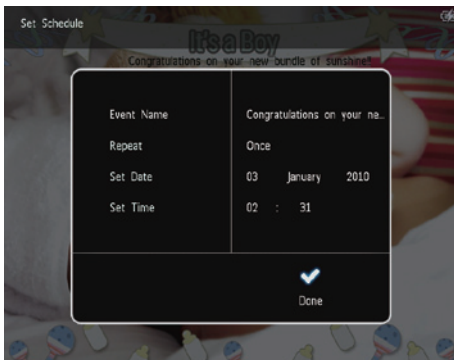 Set Schedule
It's a Boy
Congratulations on your new bundle of sunshine!
Event Name Congratulations on your ne..
Repeat Once
Set Date 03 January 2010
Set Time 02 : 31
Done